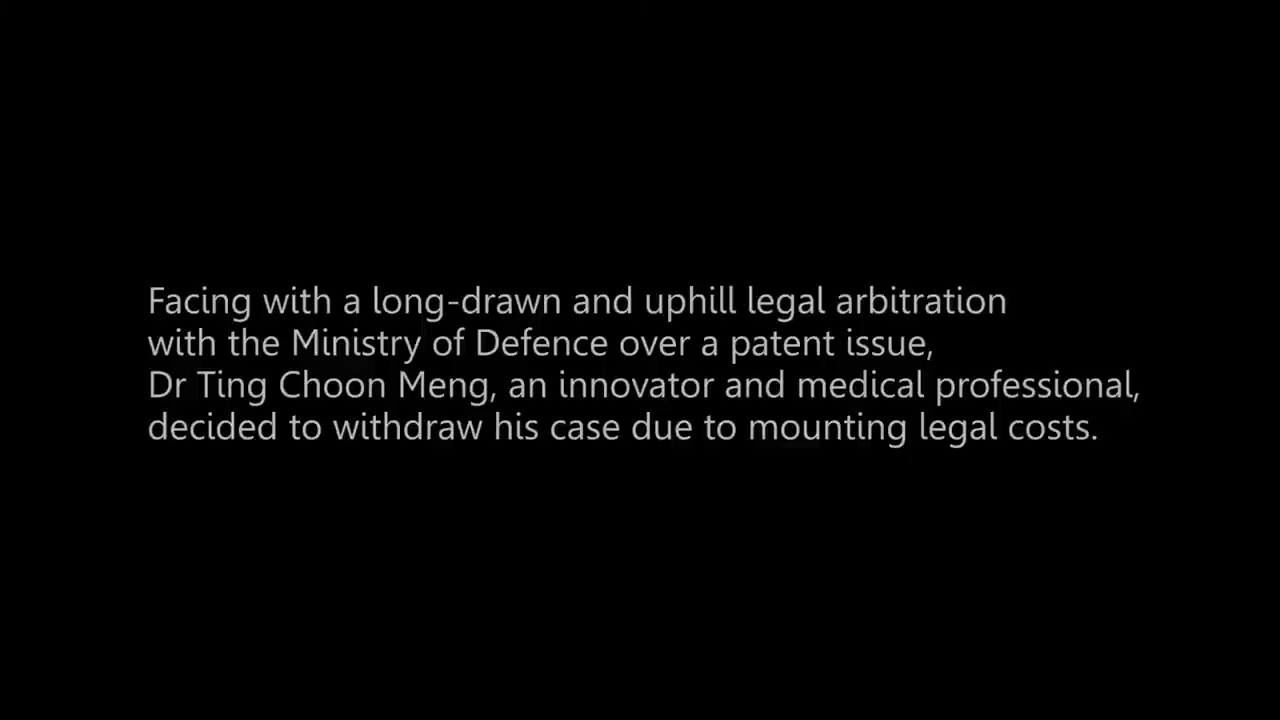 Facing with a long-drawn and uphill legal arbitration
with the Ministry of Defence over a patent issue,
Dr Ting Choon Meng, an innovator and medical professional,
decided to withdraw his case due to mounting legal costs.